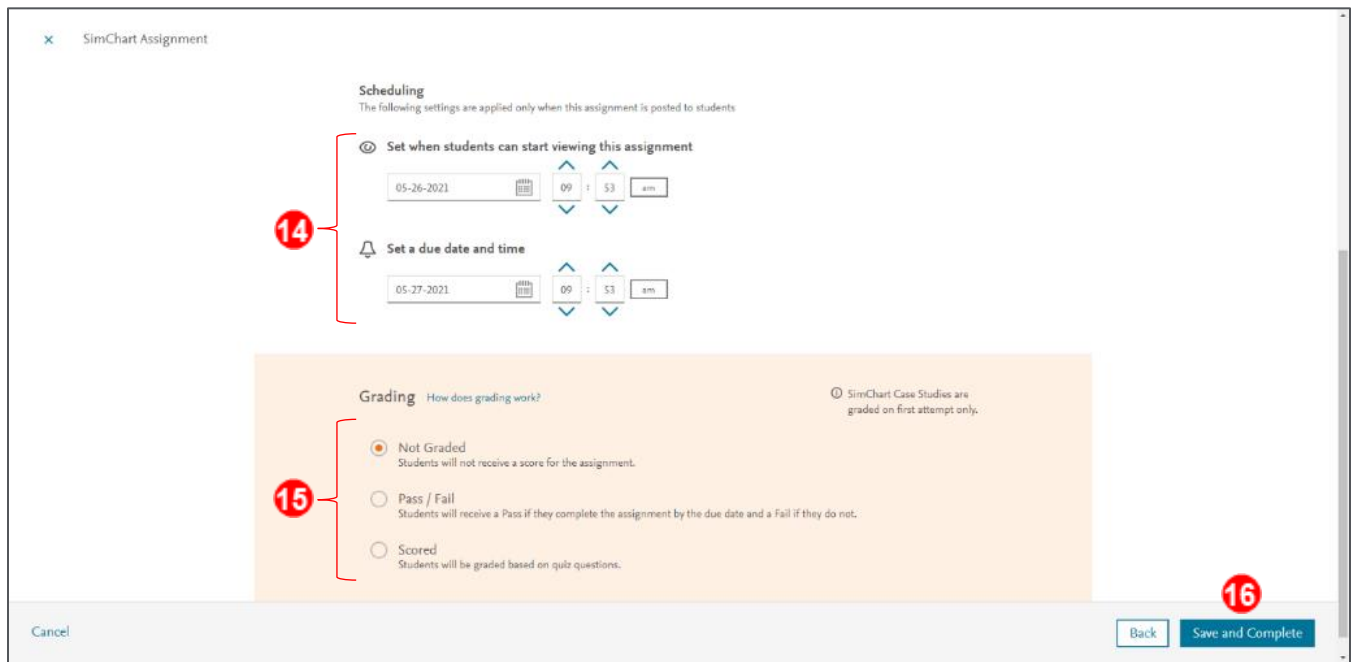 SimChart Assignment
Scheduling
The following settings are applied only when this assignment is posted to students
Set when students can start viewing this assignment
05-26-2021 09 : 53 am
14
Set a due date and time
05-27-2021 09 : 53 am
Grading How does grading work?
SimChart Case Studies are
graded on first attempt only.
Not Graded
Students will not receive a score for the assignment.
15
Pass / Fail
Students will receive a Pass if they complete the assignment by the due date and a Fail if they do not.
Scored
Students will be graded based on quiz questions.
16
Cancel Back Save and Complete